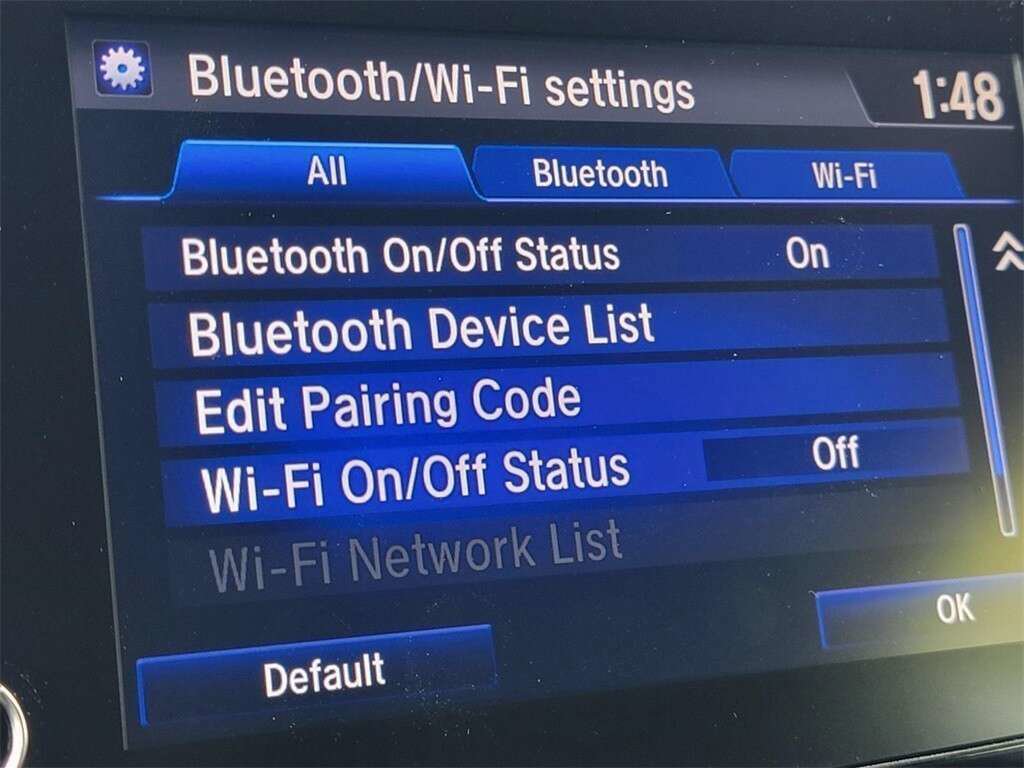 Bluetooth/Wi-Fi settings 1:48
All Bluetooth Wi-Fi
Bluetooth On/Off Status On
Bluetooth Device List
Edit Pairing Code
Wi-Fi On/Off Status Off
Wi-Fi Network List
Default OK